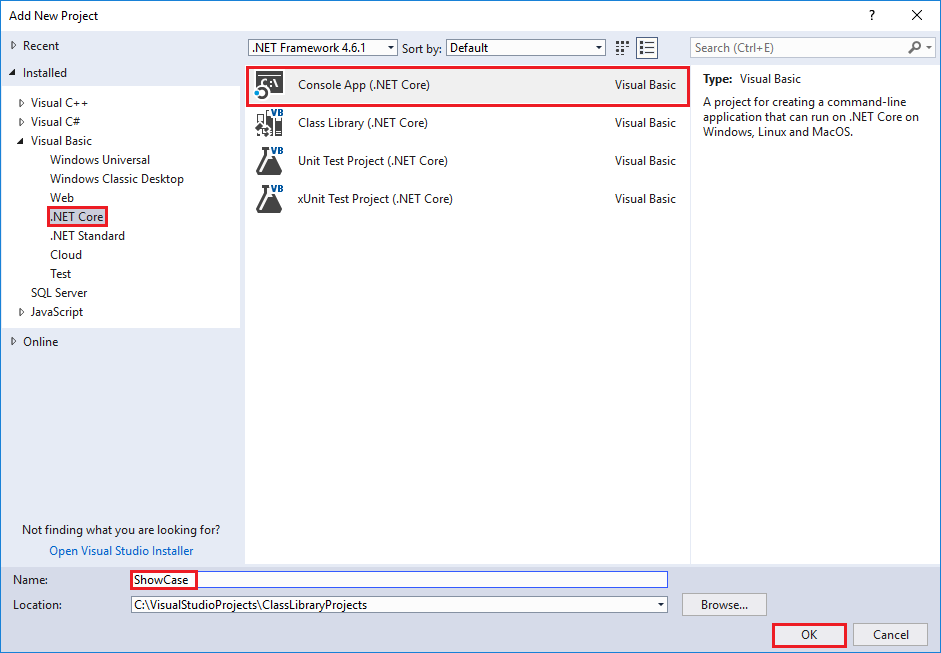 Add New Project
?
Recent
Installed
Visual C++
Visual C#
Visual Basic
Windows Universal
Windows Classic Desktop
Web
.NET Core
.NET Standard
Cloud
Test
SQL Server
JavaScript
Online
Not finding what you are looking for?
Open Visual Studio Installer
.NET Framework 4.6.1 Sort by: Default
Console App (.NET Core) Visual Basic
VB Class Library (.NET Core) Visual Basic
VB Unit Test Project (.NET Core) Visual Basic
VB xUnit Test Project (.NET Core) Visual Basic
Search (Ctrl+E)
Type: Visual Basic
A project for creating a command-line
application that can run on .NET Core on
Windows, Linux and MacOS.
Name: ShowCase
Location: C:\VisualStudioProjects\ClassLibraryProjects Browse...
OK Cancel